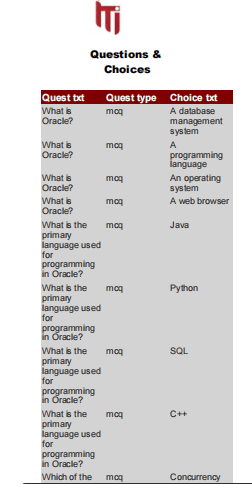 ITI
Questions &
Choices
Quest txt Quest type Choice txt
What is mcq A database
Oracle? management
system
What is mcq A
Oracle? programming
language
What is mcq An operating
Oracle? system
What is mcq A web browser
Oracle?
What is the mcq Java
primary
language used
for
programming
in Oracle?
What is the mcq Python
primary
language used
for
programming
in Oracle?
What is the mcq SQL
primary
language used
for
programming
in Oracle?
What is the mcq C++
primary
language used
for
programming
in Oracle?
Which of the mcq Concurrency